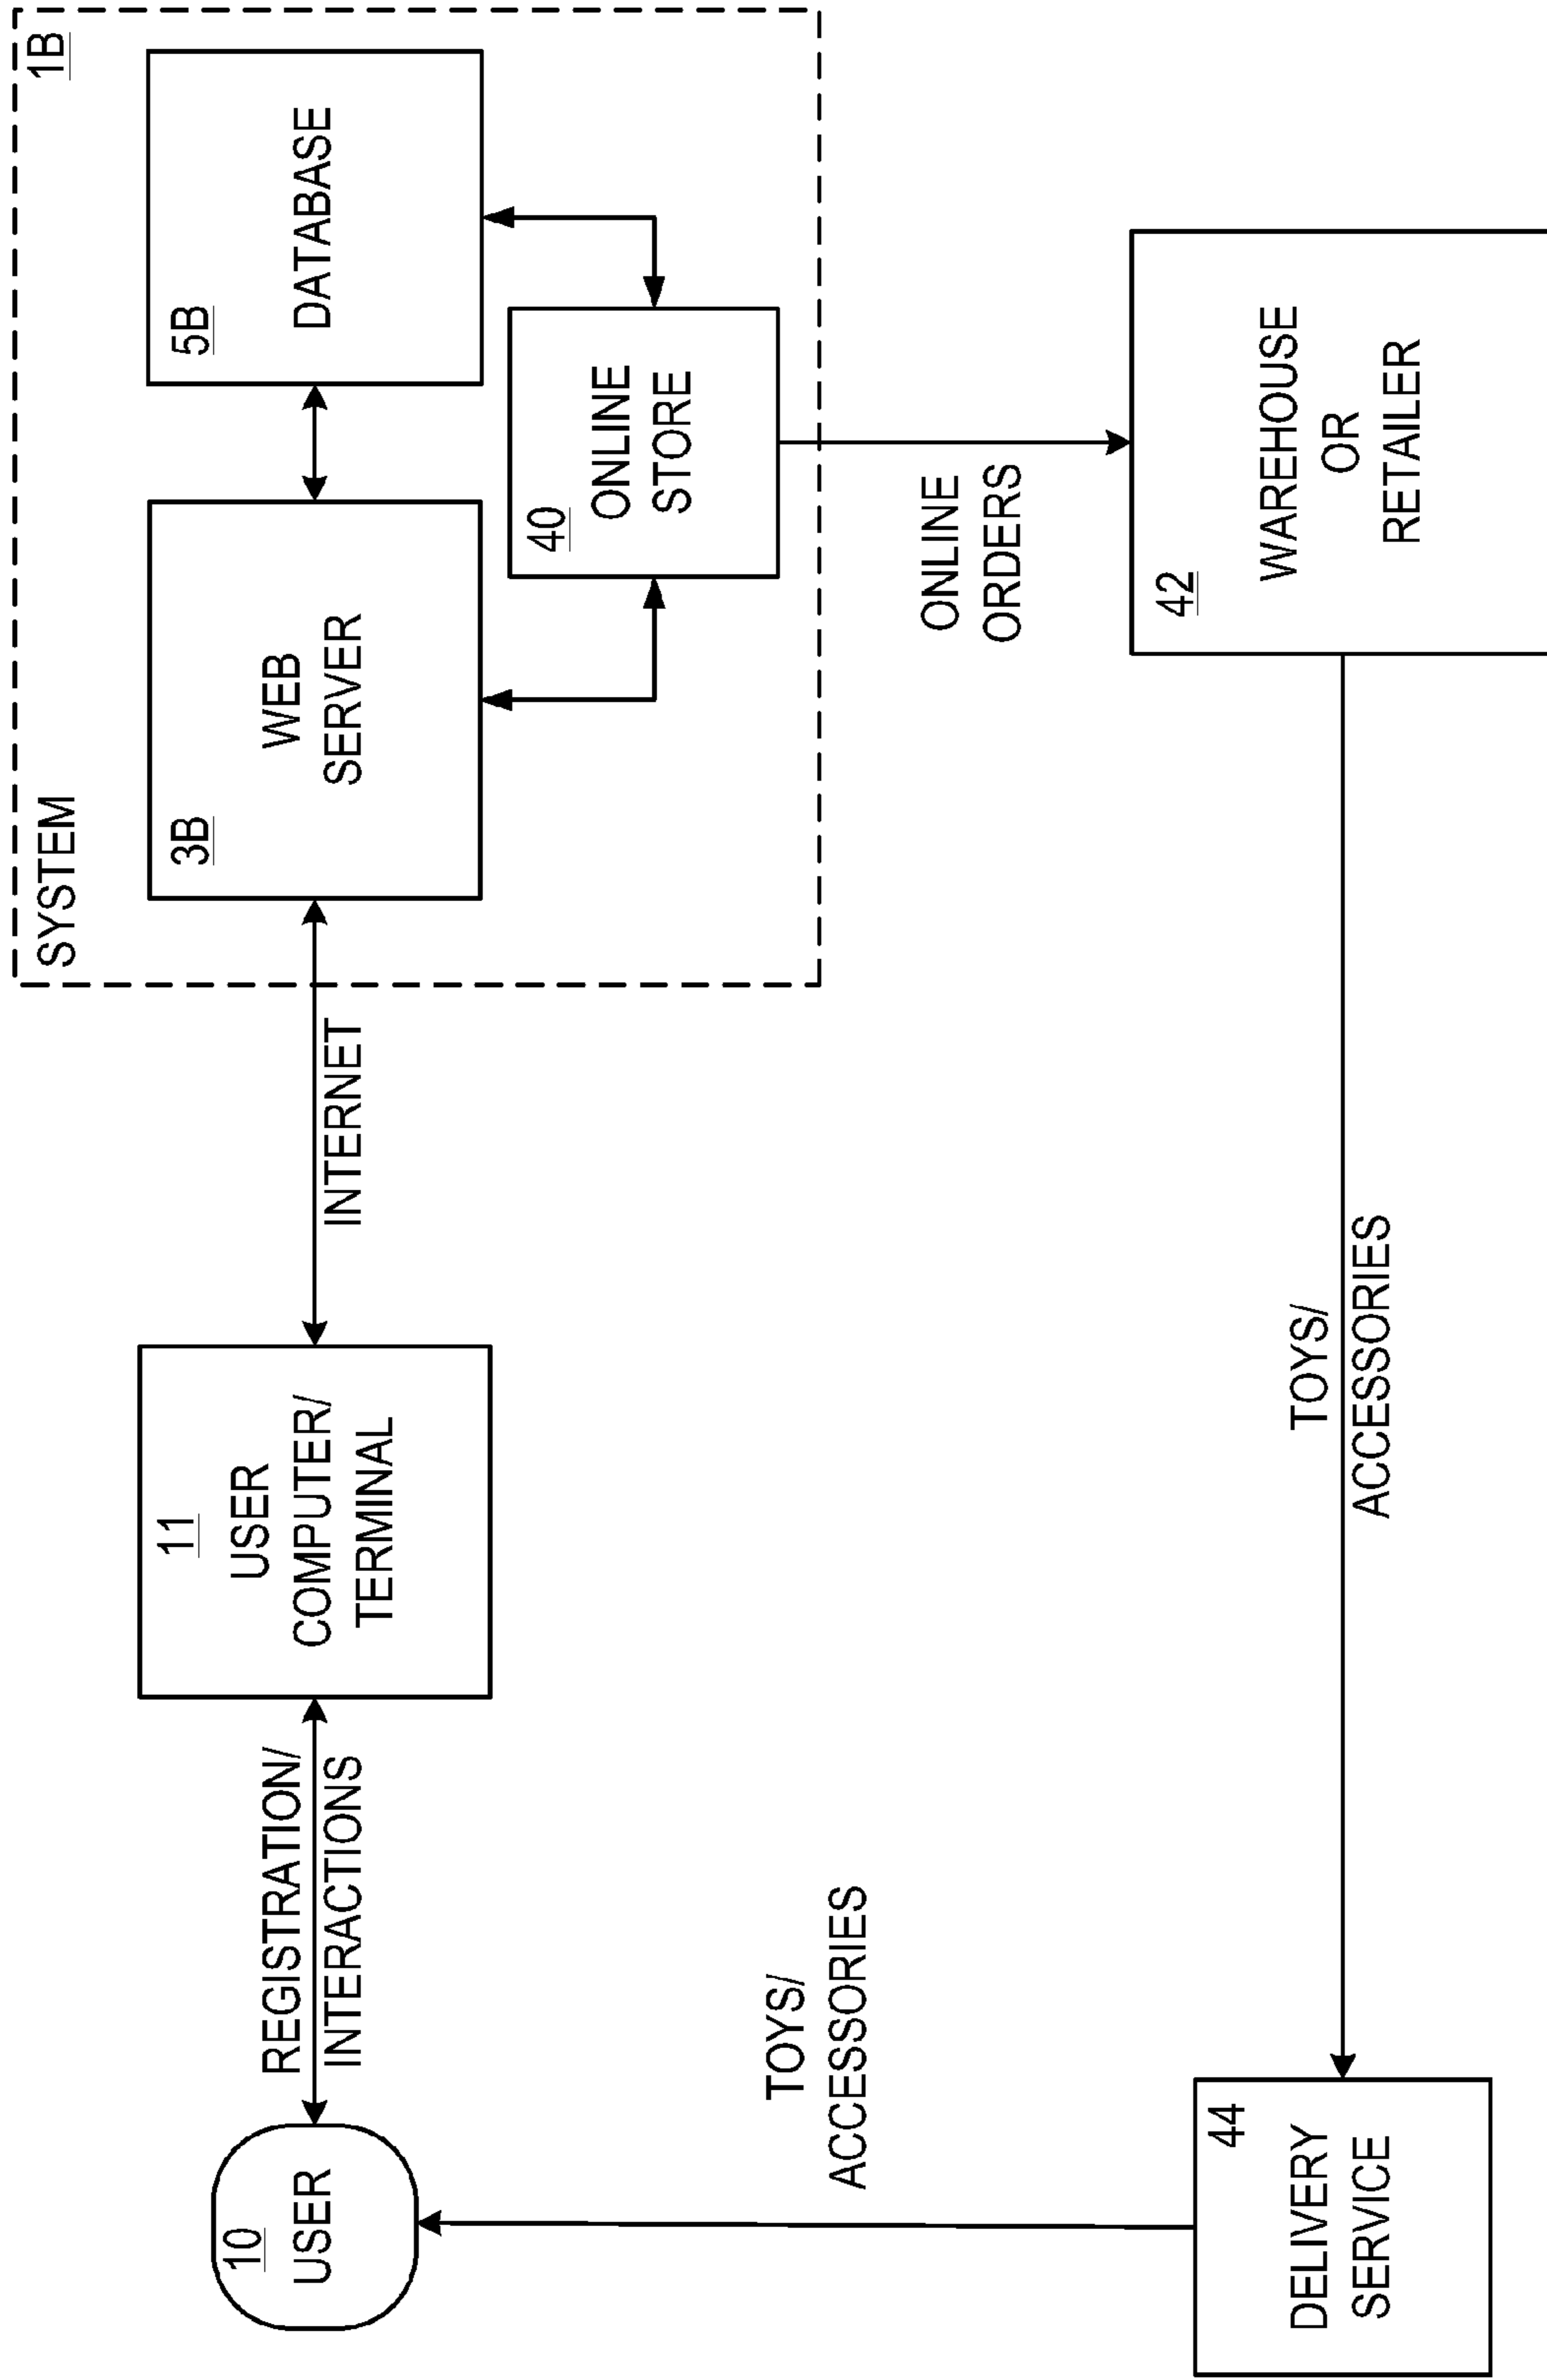 SYSTEM
1B
3B
WEB
SERVER
5B
DATABASE
40
ONLINE
STORE
INTERNET
11
USER
COMPUTER/
TERMINAL
REGISTRATION/
INTERACTIONS
10
USER
ONLINE
ORDERS
42
WAREHOUSE
OR
RETAILER
TOYS/
ACCESSORIES
44
DELIVERY
SERVICE
TOYS/
ACCESSORIES